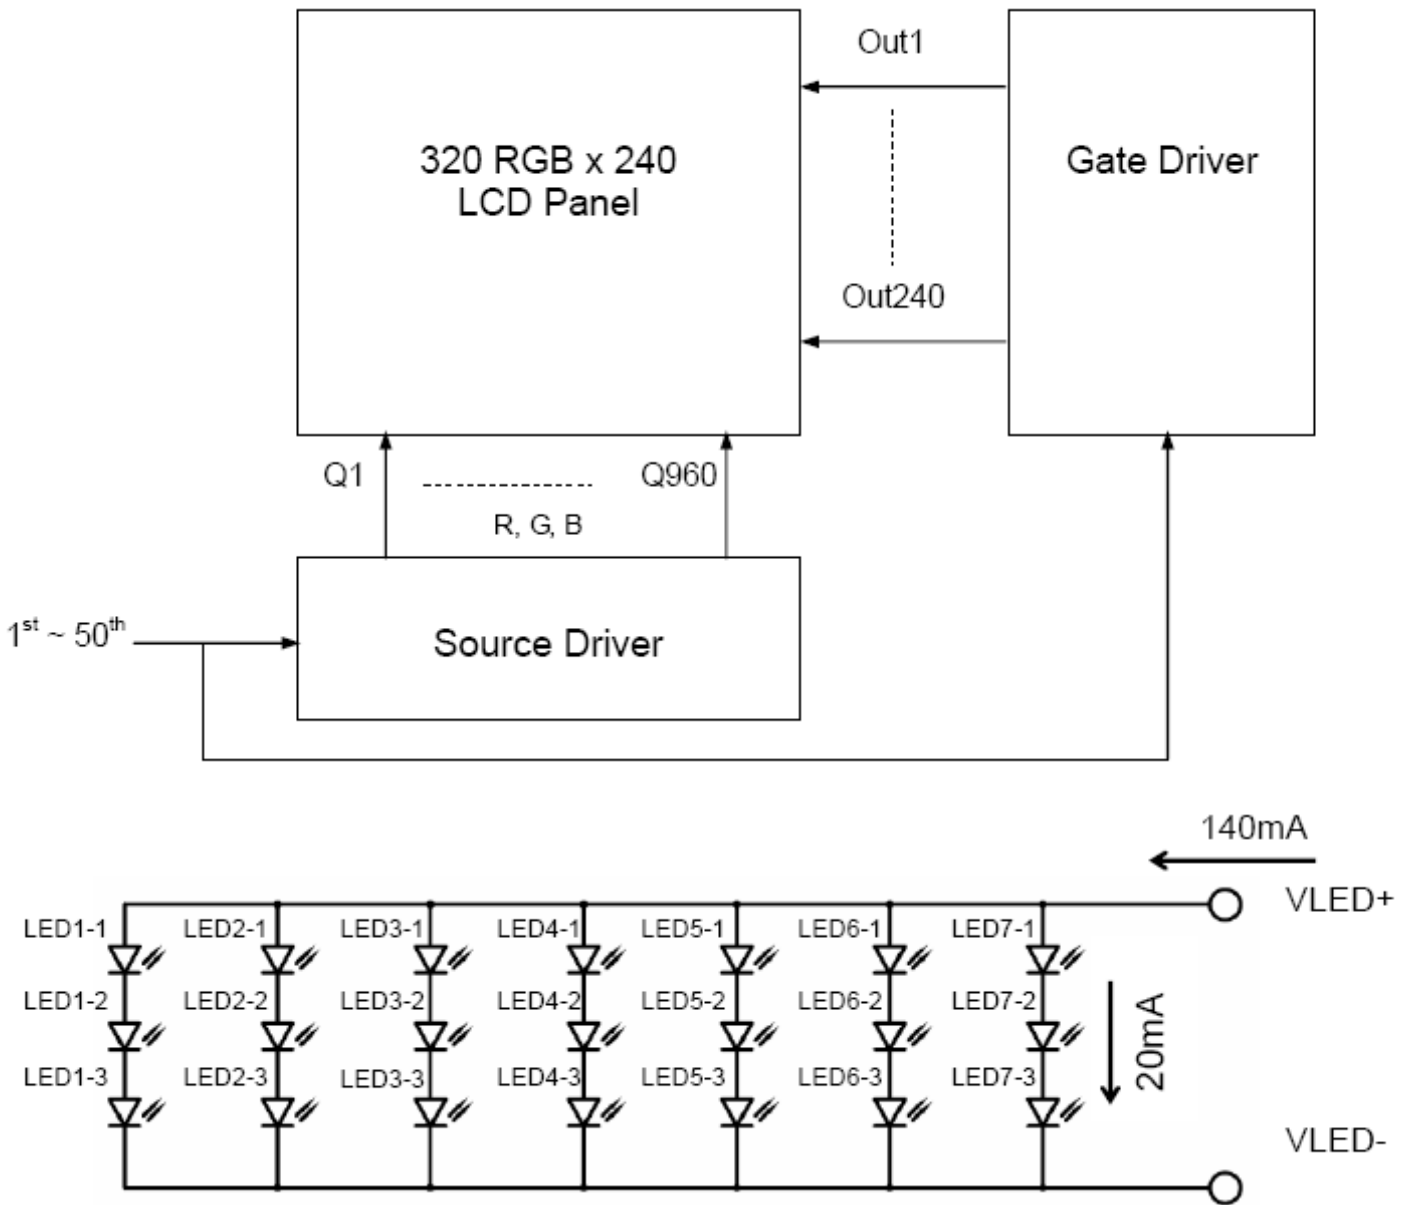 Out1
320 RGB x 240
LCD Panel
Gate Driver
Out240
Q1
Q960
R, G, B
1st ~ 50th
Source Driver
140mA
VLED+
LED1-1 LED2-1 LED3-1 LED4-1 LED5-1 LED6-1 LED7-1
LED1-2 LED2-2 LED3-2 LED4-2 LED5-2 LED6-2 LED7-2
20mA
LED1-3 LED2-3 LED3-3 LED4-3 LED5-3 LED6-3 LED7-3
VLED-